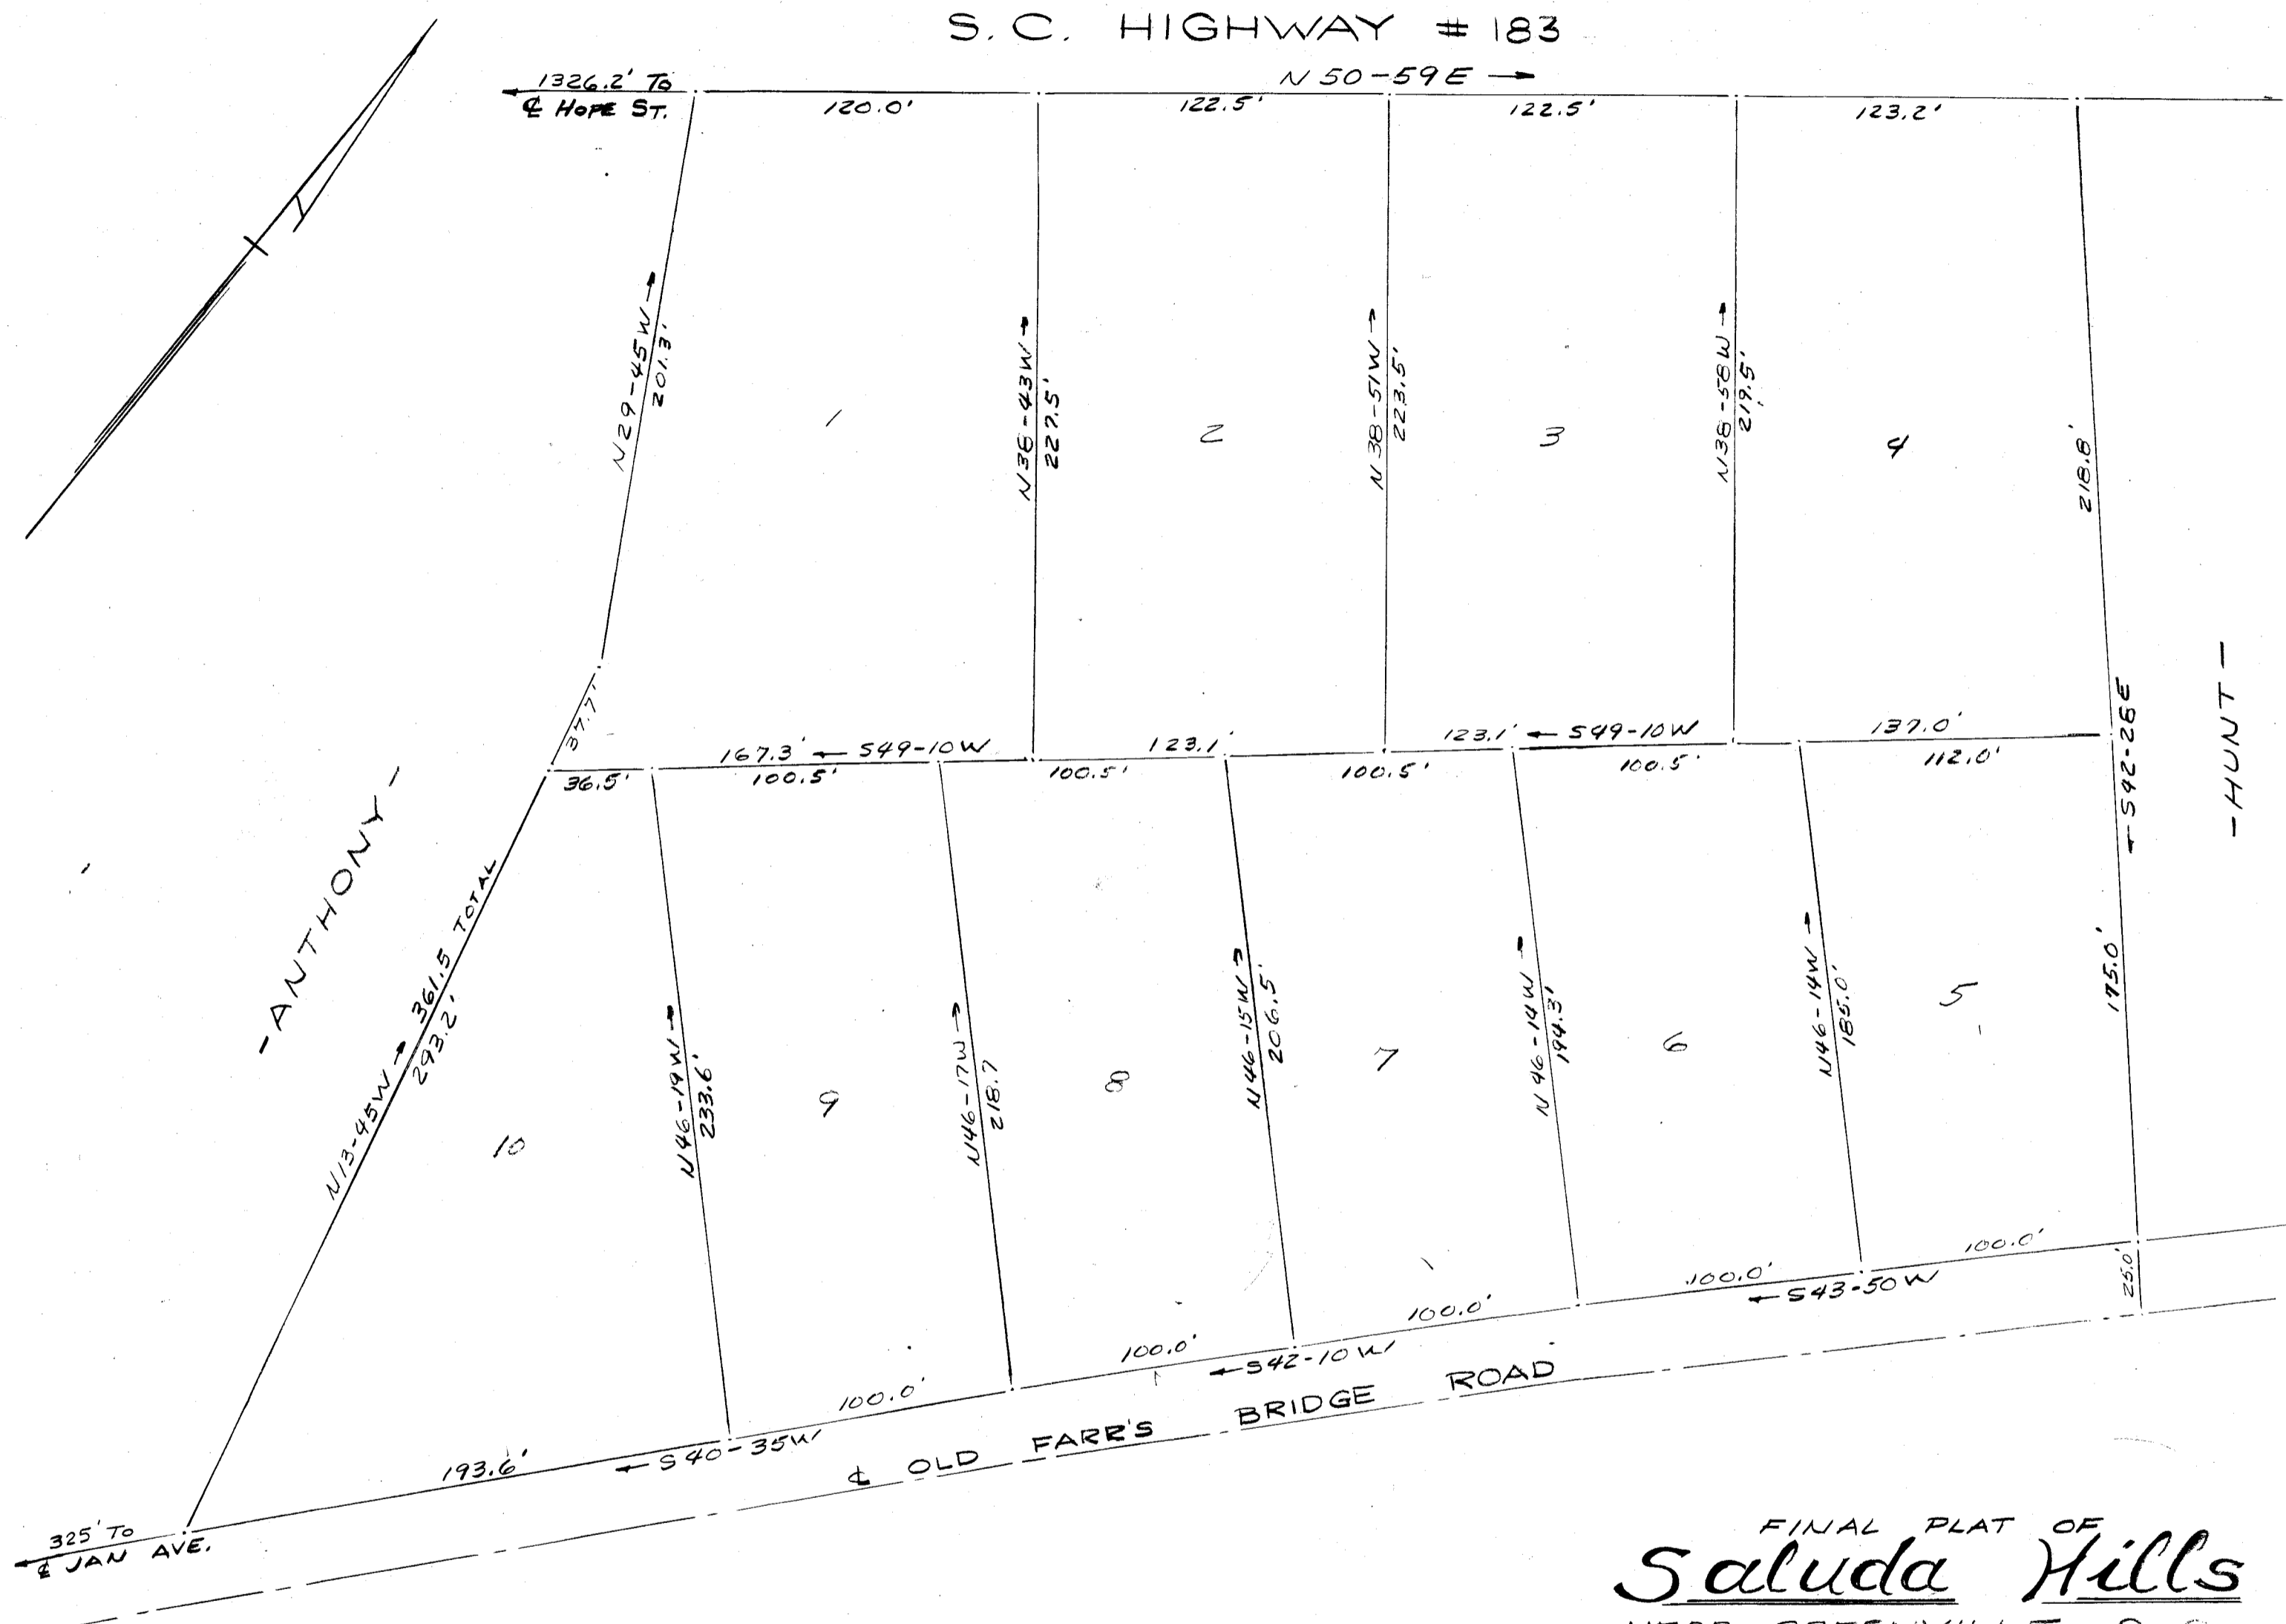 S. C. HIGHWAY # 183
N 50-59 E →
1326.2' TO
℄ HOPE ST.
120.0'
122.5'
122.5'
123.2'
N29-45W →
201.3'
N38-43W →
227.5'
N38-51W →
223.5'
N38-58W →
219.5'
218.8'
1
2
3
4
37.7'
167.3' ← S49-10W
123.1'
123.1' ← S49-10W
137.0'
36.5'
100.5'
100.5'
100.5'
100.5'
112.0'
← S42-28E
- HUNT -
- ANTHONY -
N13-45W → 361.5 TOTAL
293.2'
N46-19W →
233.6'
N46-17W →
218.7
N46-15W →
206.5'
N46-14W →
194.3'
N46-14W →
185.0'
175.0'
10
9
8
7
6
5
193.6'
100.0'
100.0'
100.0'
100.0'
100.0'
25.0'
← S40-35W
← S42-10W
← S43-50W
℄ OLD FARR'S BRIDGE ROAD
325' TO
℄ JAN AVE.
FINAL PLAT OF
Saluda Hills